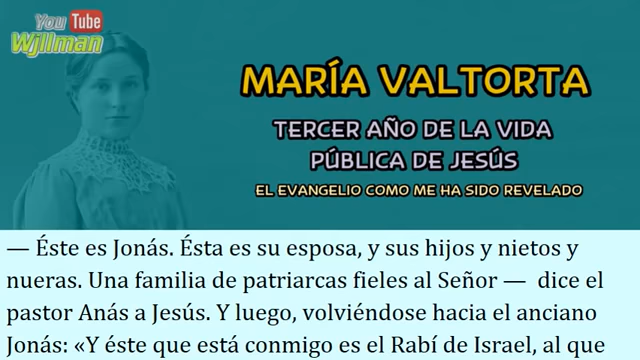 You Tube
Wjllman
MARÍA VALTORTA
TERCER AÑO DE LA VIDA
PÚBLICA DE JESÚS
EL EVANGELIO COMO ME HA SIDO REVELADO
— Éste es Jonás. Ésta es su esposa, y sus hijos y nietos y
nueras. Una familia de patriarcas fieles al Señor — dice el
pastor Anás a Jesús. Y luego, volviéndose hacia el anciano
Jonás: «Y éste que está conmigo es el Rabí de Israel, al que